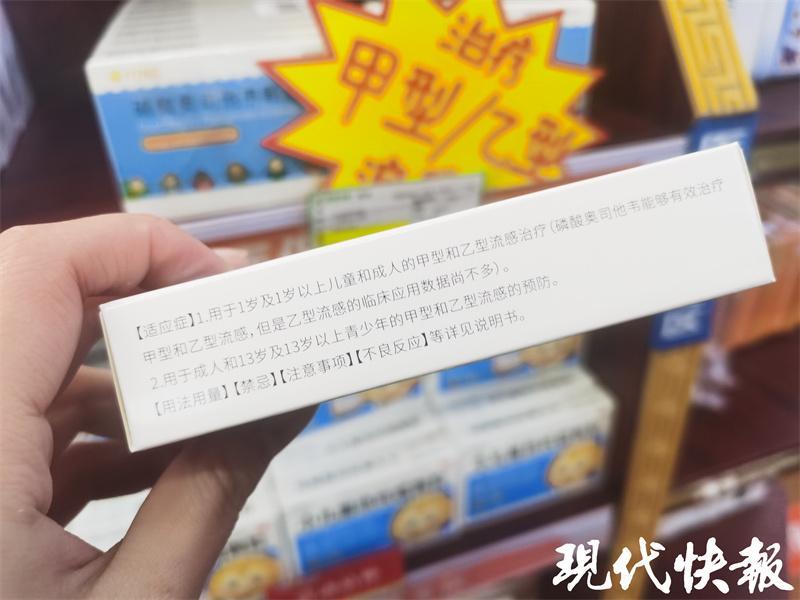 治疗
甲型/乙型
【适应症】1.用于1岁及1岁以上儿童和成人的甲型和乙型流感治疗(磷酸奥司他韦能够有效治疗
甲型和乙型流感,但是乙型流感的临床应用数据尚不多)。
2.用于成人和13岁及13岁以上青少年的甲型和乙型流感的预防。
【用法用量】【禁忌】【注意事项】【不良反应】等详见说明书。
现代快報